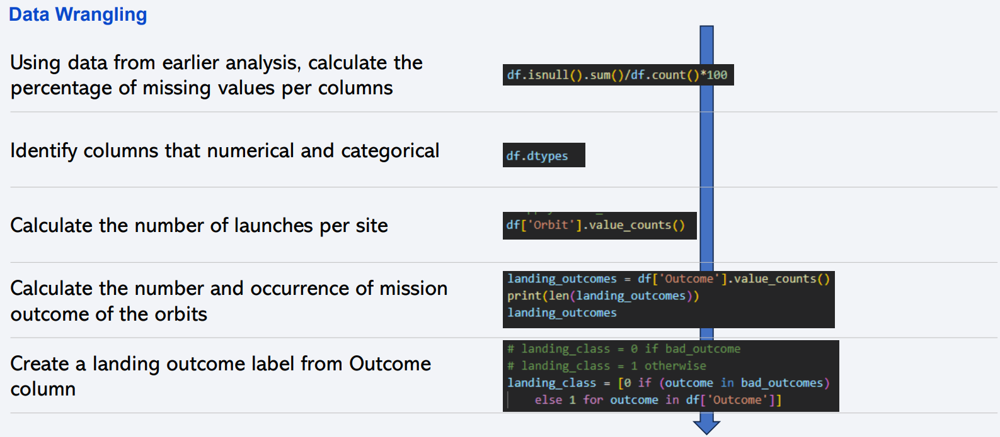 Data Wrangling
Using data from earlier analysis, calculate the
percentage of missing values per columns
df.isnull().sum()/df.count()*100
Identify columns that numerical and categorical
df.dtypes
Calculate the number of launches per site
df['Orbit'].value_counts()
Calculate the number and occurrence of mission
outcome of the orbits
landing_outcomes = df['Outcome'].value_counts()
print(len(landing_outcomes))
landing_outcomes
Create a landing outcome label from Outcome
column
# landing_class = 0 if bad_outcome
# landing_class = 1 otherwise
landing_class = [0 if (outcome in bad_outcomes)
else 1 for outcome in df['Outcome']]